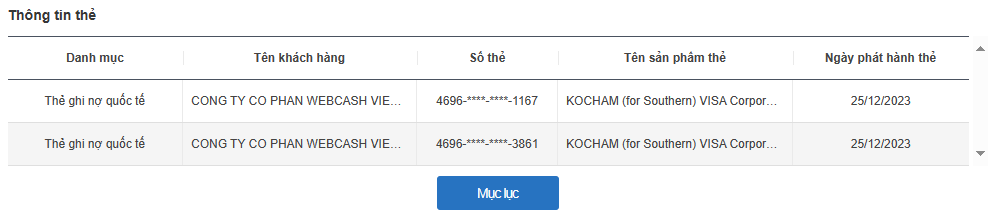 Thông tin thẻ
Danh mục Tên khách hàng Số thẻ Tên sản phẩm thẻ Ngày phát hành thẻ
Thẻ ghi nợ quốc tế CONG TY CO PHAN WEBCASH VIE... 4696-****-****-1167 KOCHAM (for Southern) VISA Corpor... 25/12/2023
Thẻ ghi nợ quốc tế CONG TY CO PHAN WEBCASH VIE... 4696-****-****-3861 KOCHAM (for Southern) VISA Corpor... 25/12/2023
Mục lục